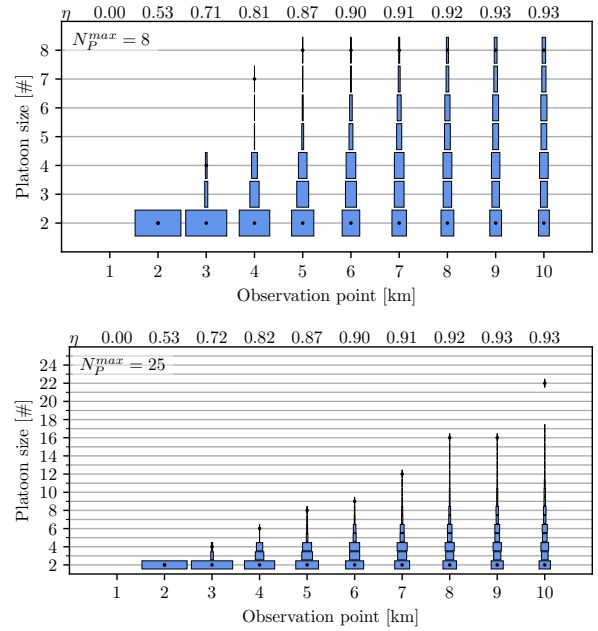 η 0.00 0.53 0.71 0.81 0.87 0.90 0.91 0.92 0.93 0.93
N_P^{max} = 8
8
7
6
5
4
3
2
Platoon size [#]
1 2 3 4 5 6 7 8 9 10
Observation point [km]
η 0.00 0.53 0.72 0.82 0.87 0.90 0.91 0.92 0.93 0.93
N_P^{max} = 25
24
22
20
18
16
14
12
10
8
6
4
2
Platoon size [#]
1 2 3 4 5 6 7 8 9 10
Observation point [km]